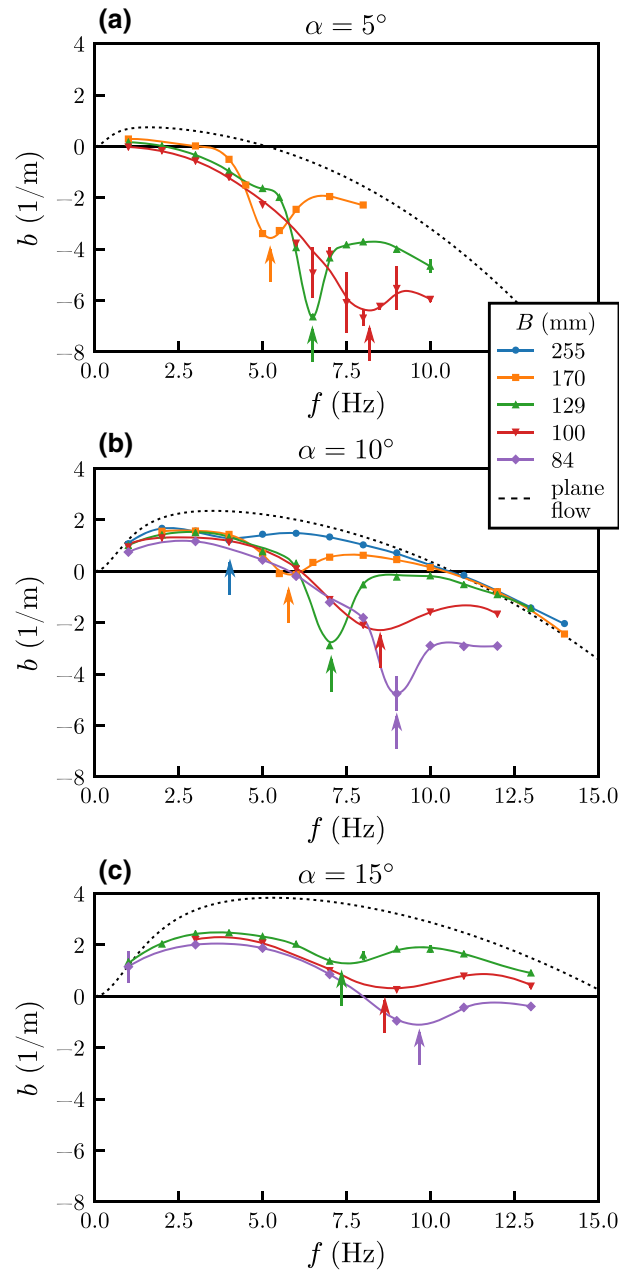 (a)
α = 5°
4
2
0
−2
−4
−6
−8
b (1/m)
0.0 2.5 5.0 7.5 10.0
f (Hz)
B (mm)
255
170
129
100
84
plane
flow
(b)
α = 10°
4
2
0
−2
−4
−6
−8
b (1/m)
0.0 2.5 5.0 7.5 10.0 12.5 15.0
f (Hz)
(c)
α = 15°
4
2
0
−2
−4
−6
−8
b (1/m)
0.0 2.5 5.0 7.5 10.0 12.5 15.0
f (Hz)